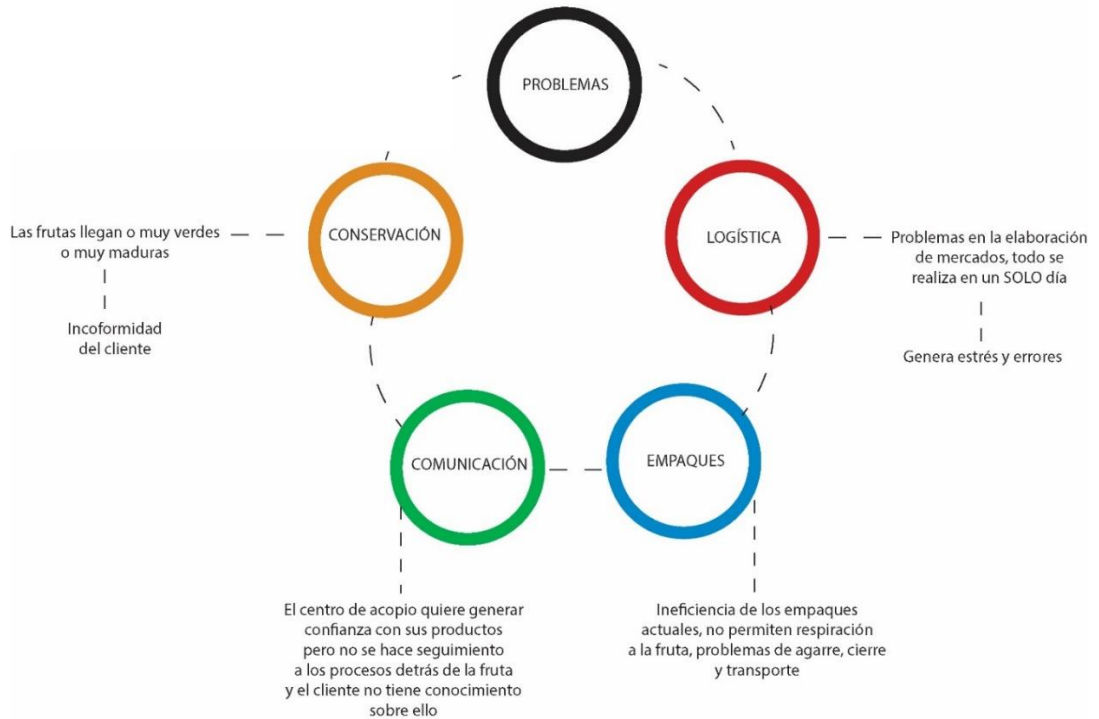 PROBLEMAS
CONSERVACIÓN
Las frutas llegan o muy verdes
o muy maduras
Incoformidad
del cliente
LOGÍSTICA
Problemas en la elaboración
de mercados, todo se
realiza en un SOLO día
Genera estrés y errores
COMUNICACIÓN
El centro de acopio quiere generar
confianza con sus productos
pero no se hace seguimiento
a los procesos detrás de la fruta
y el cliente no tiene conocimiento
sobre ello
EMPAQUES
Ineficiencia de los empaques
actuales, no permiten respiración
a la fruta, problemas de agarre, cierre
y transporte